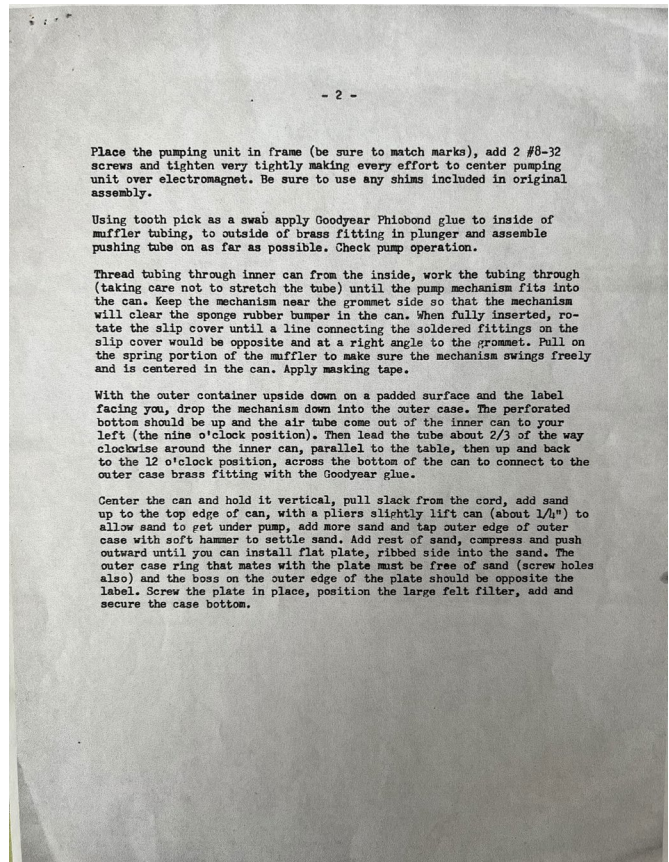 - 2 -
Place the pumping unit in frame (be sure to match marks), add 2 #8-32
screws and tighten very tightly making every effort to center pumping
unit over electromagnet. Be sure to use any shims included in original
assembly.
Using tooth pick as a swab apply Goodyear Phiobond glue to inside of
muffler tubing, to outside of brass fitting in plunger and assemble
pushing tube on as far as possible. Check pump operation.
Thread tubing through inner can from the inside, work the tubing through
(taking care not to stretch the tube) until the pump mechanism fits into
the can. Keep the mechanism near the grommet side so that the mechanism
will clear the sponge rubber bumper in the can. When fully inserted, ro-
tate the slip cover until a line connecting the soldered fittings on the
slip cover would be opposite and at a right angle to the grommet. Pull on
the spring portion of the muffler to make sure the mechanism swings freely
and is centered in the can. Apply masking tape.
With the outer container upside down on a padded surface and the label
facing you, drop the mechanism down into the outer case. The perforated
bottom should be up and the air tube come out of the inner can to your
left (the nine o'clock position). Then lead the tube about 2/3 of the way
clockwise around the inner can, parallel to the table, then up and back
to the 12 o'clock position, across the bottom of the can to connect to the
outer case brass fitting with the Goodyear glue.
Center the can and hold it vertical, pull slack from the cord, add sand
up to the top edge of can, with a pliers slightly lift can (about 1/4") to
allow sand to get under pump, add more sand and tap outer edge of outer
case with soft hammer to settle sand. Add rest of sand, compress and push
outward until you can install flat plate, ribbed side into the sand. The
outer case ring that mates with the plate must be free of sand (screw holes
also) and the boss on the outer edge of the plate should be opposite the
label. Screw the plate in place, position the large felt filter, add and
secure the case bottom.